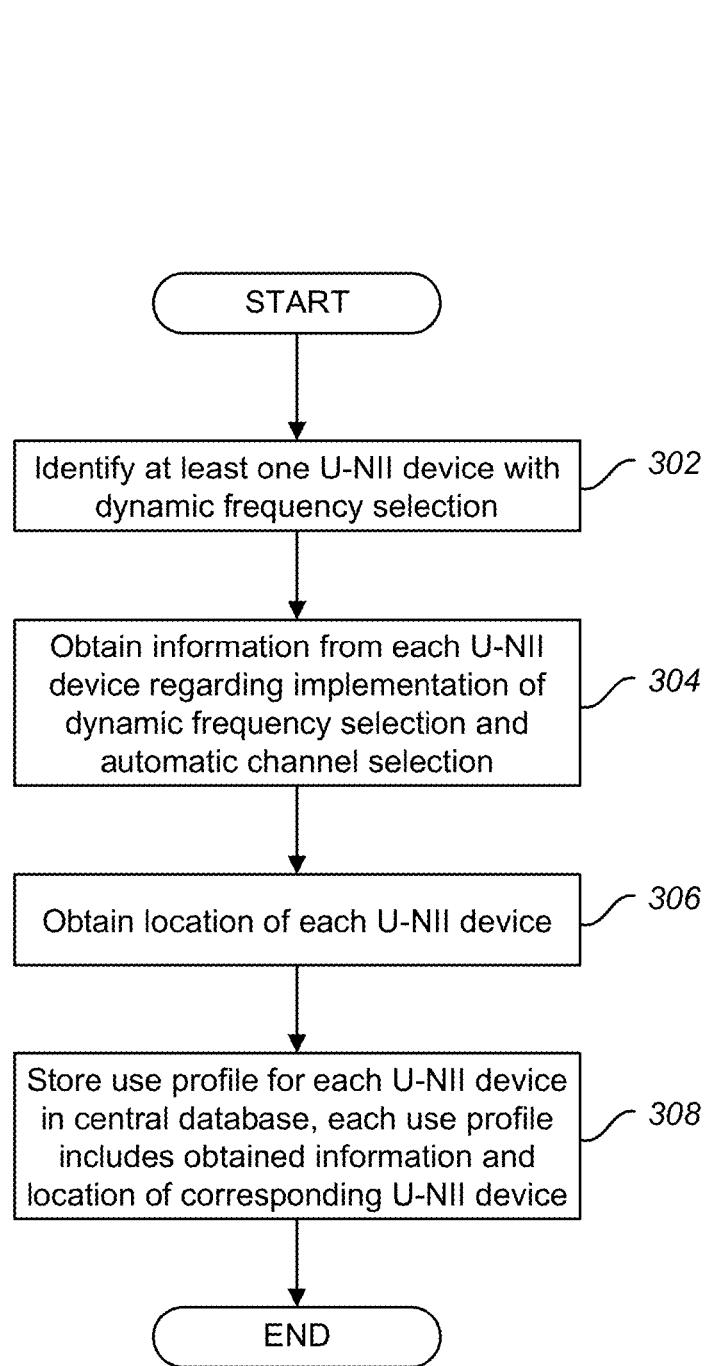 START
Identify at least one U-NII device with
dynamic frequency selection
302
Obtain information from each U-NII
device regarding implementation of
dynamic frequency selection and
automatic channel selection
304
Obtain location of each U-NII device
306
Store use profile for each U-NII device
in central database, each use profile
includes obtained information and
location of corresponding U-NII device
308
END